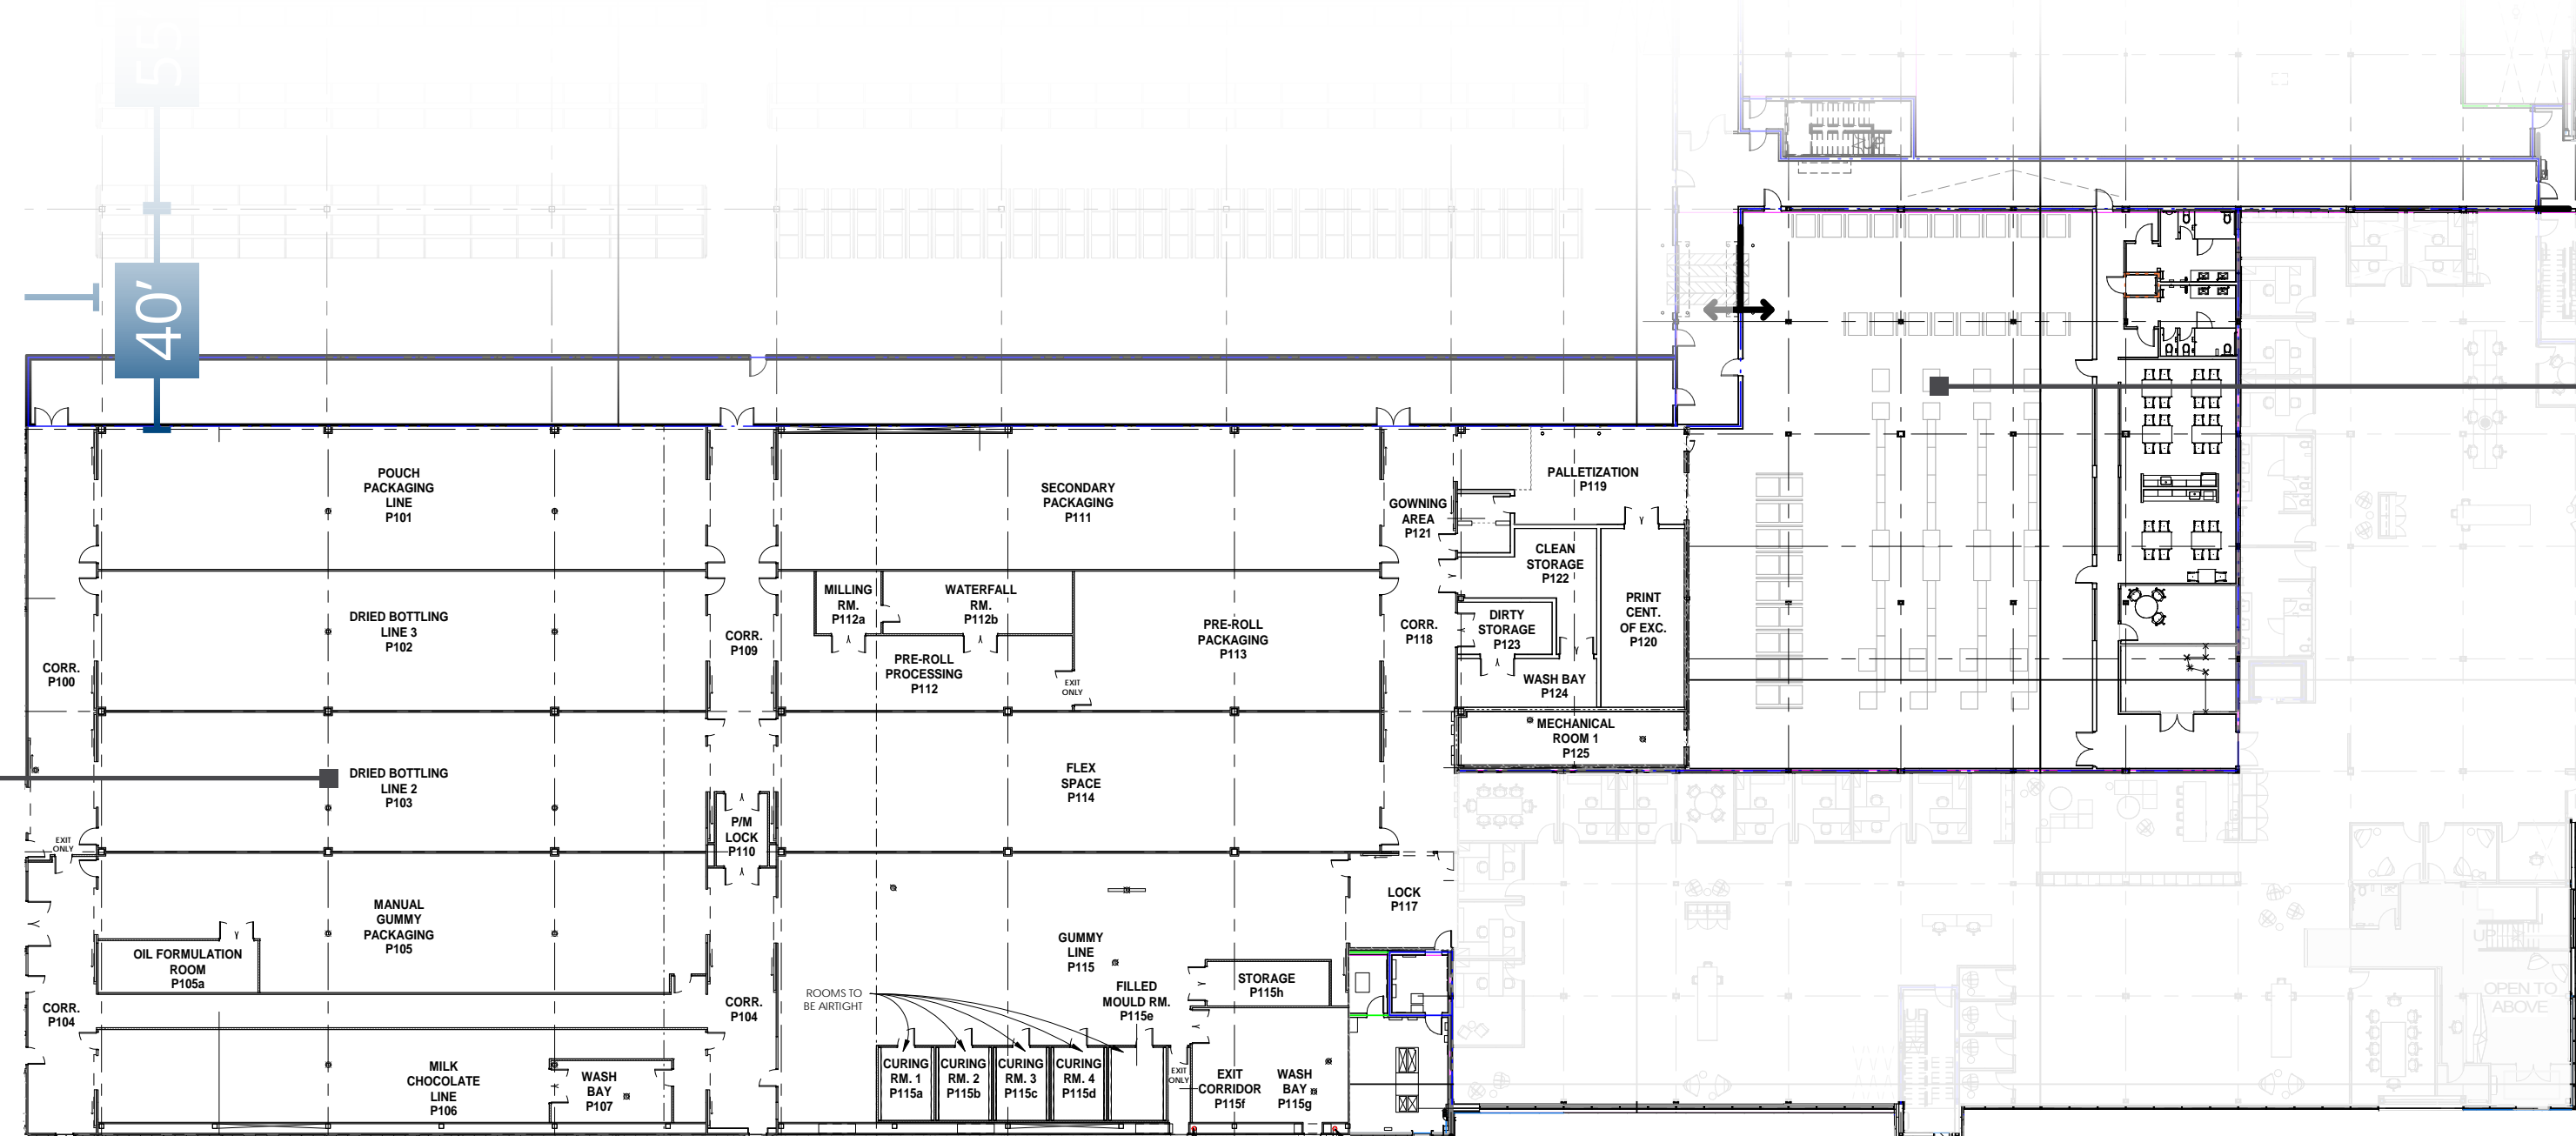 55'
40'
UP
POUCH
PACKAGING
LINE
P101
SECONDARY
PACKAGING
P111
GOWNING
AREA
P121
PALLETIZATION
P119
CLEAN
STORAGE
P122
MILLING
RM.
P112a
WATERFALL
RM.
P112b
DRIED BOTTLING
LINE 3
P102
CORR.
P109
PRE-ROLL
PACKAGING
P113
CORR.
P118
DIRTY
STORAGE
P123
PRINT
CENT.
OF EXC.
P120
CORR.
P100
PRE-ROLL
PROCESSING
P112
EXIT
ONLY
WASH BAY
P124
MECHANICAL
ROOM 1
P125
DRIED BOTTLING
LINE 2
P103
FLEX
SPACE
P114
P/M
LOCK
P110
EXIT
ONLY
LOCK
P117
MANUAL
GUMMY
PACKAGING
P105
OIL FORMULATION
ROOM
P105a
GUMMY
LINE
P115
STORAGE
P115h
FILLED
MOULD RM.
P115e
ROOMS TO
BE AIRTIGHT
CORR.
P104
CORR.
P104
MILK
CHOCOLATE
LINE
P106
WASH
BAY
P107
CURING
RM. 1
P115a
CURING
RM. 2
P115b
CURING
RM. 3
P115c
CURING
RM. 4
P115d
EXIT
ONLY
EXIT
CORRIDOR
P115f
WASH
BAY
P115g
UP
UP
OPEN TO
ABOVE